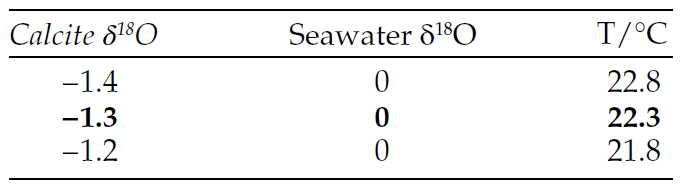 Calcite δ¹⁸O Seawater δ¹⁸O T/°C
–1.4 0 22.8
–1.3 0 22.3
–1.2 0 21.8